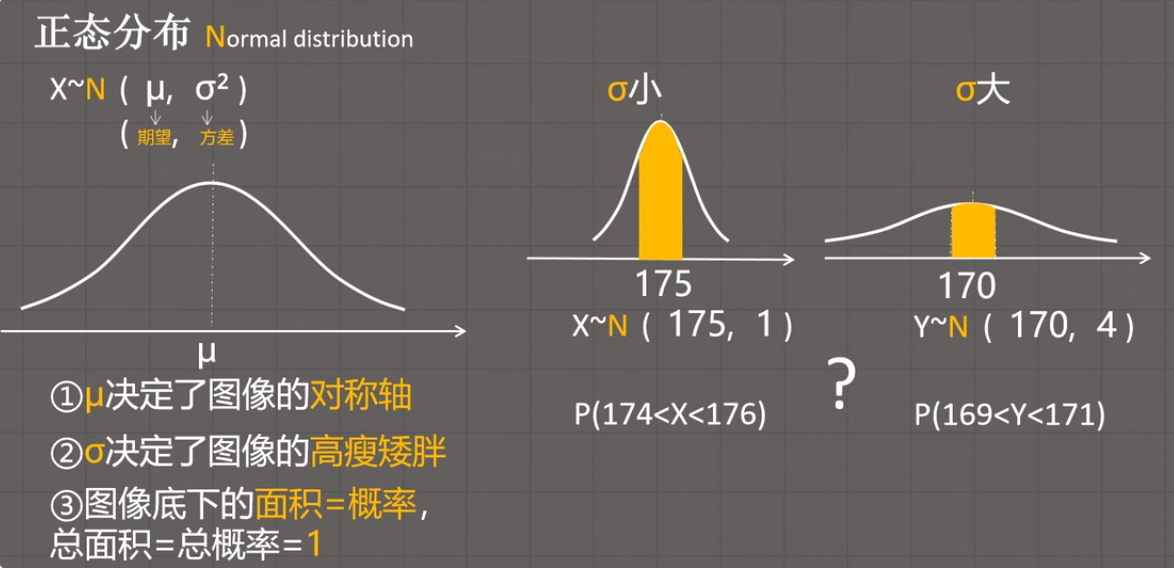 正态分布 Normal distribution
X~N ( μ, σ² )
( 期望, 方差 )
μ
①μ决定了图像的对称轴
②σ决定了图像的高瘦矮胖
③图像底下的面积=概率,
总面积=总概率=1
σ小
175
X~N ( 175, 1 )
P(174<X<176)
?
σ大
170
Y~N ( 170, 4 )
P(169<Y<171)